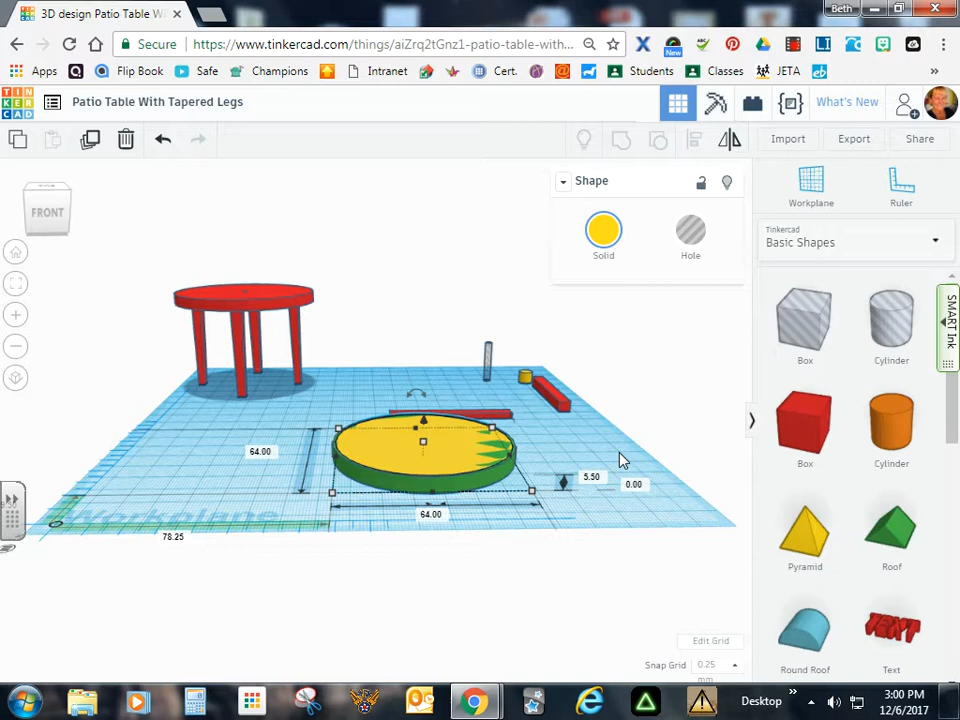 3D design Patio Table Wi
Beth
Secure
https://www.tinkercad.com/things/aiZrq2tGnz1-patio-table-with...
Apps
Flip Book
Safe
Champions
Intranet
Cert.
Students
Classes
JETA
New
TIN
KER
CAD
Patio Table With Tapered Legs
What's New
Import
Export
Share
Shape
Solid
Hole
Workplane
Ruler
Tinkercad
Basic Shapes
FRONT
Box
Cylinder
SMART Ink
Box
Cylinder
Pyramid
Roof
Round Roof
TEXT
Text
64.00
5.50
0.00
64.00
78.25
Workplane
Edit Grid
Snap Grid
0.25
mm
Desktop
3:00 PM
12/6/2017